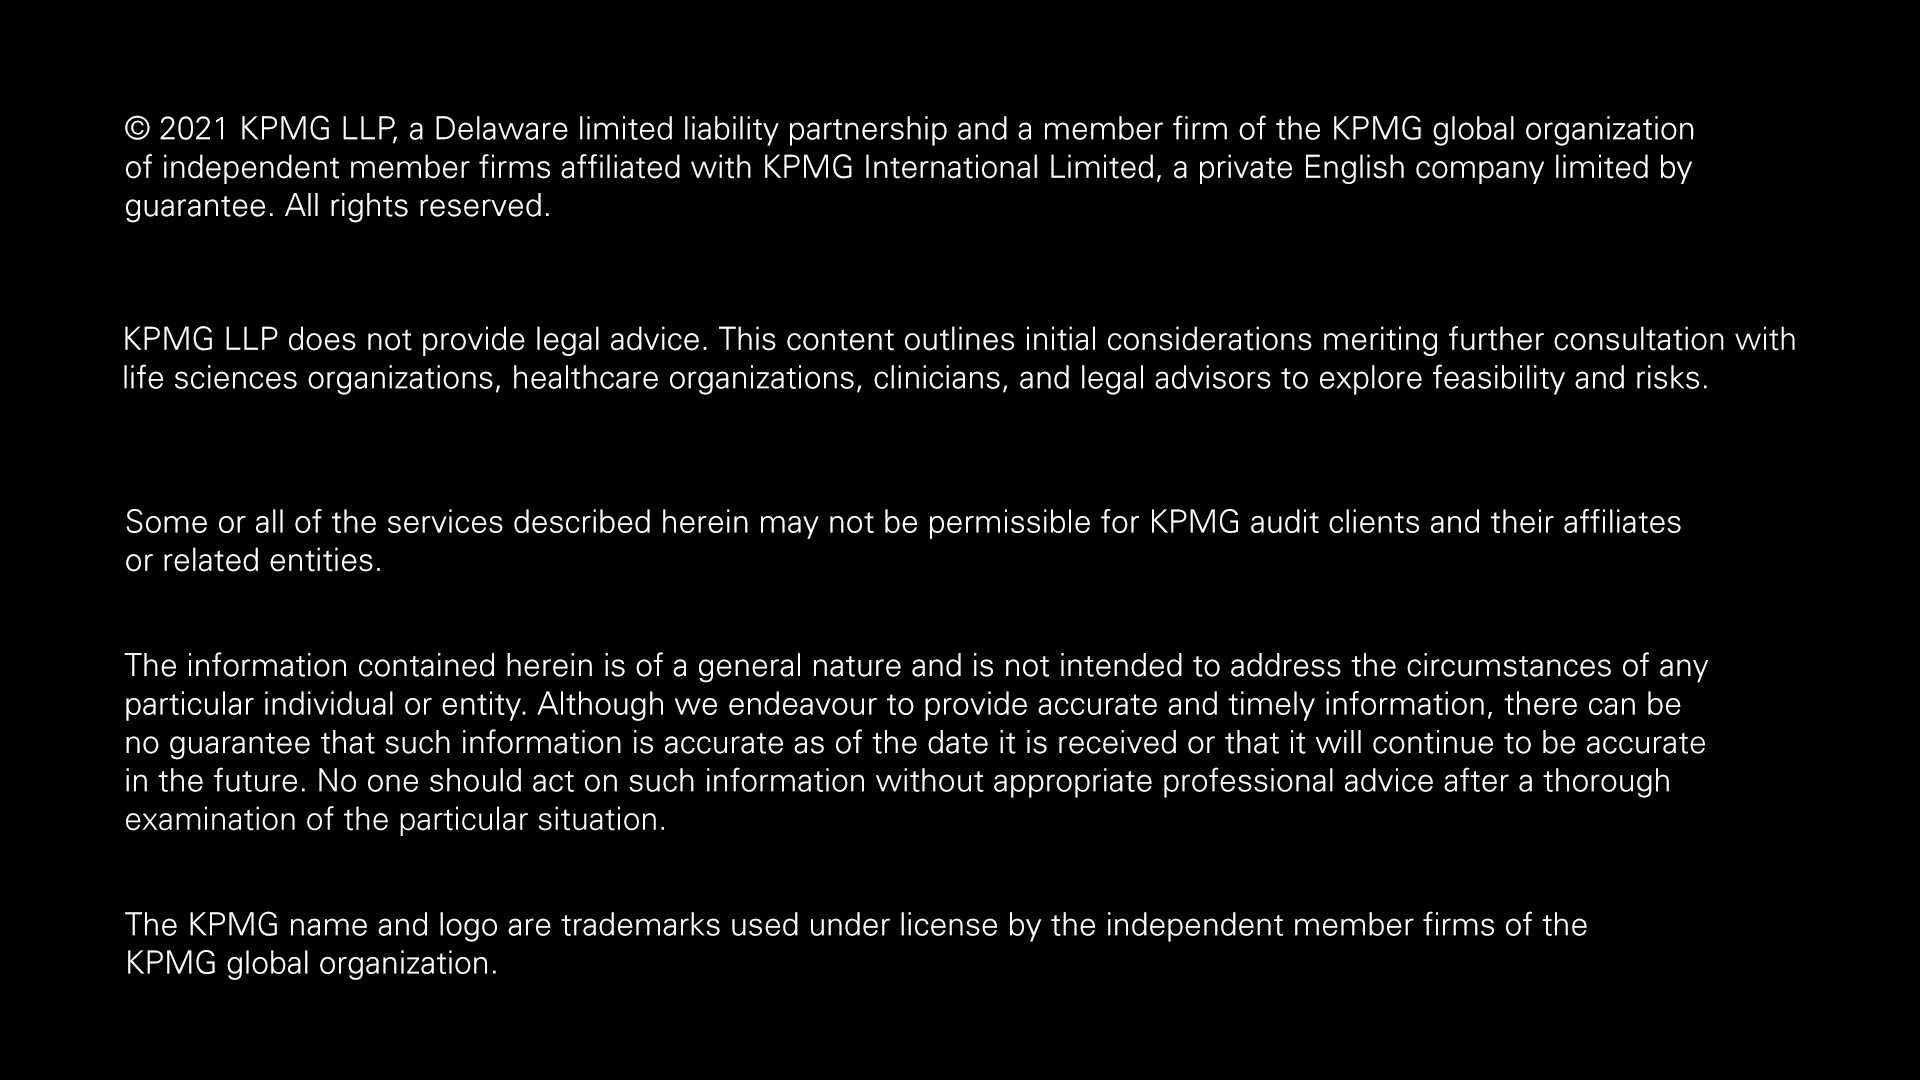 © 2021 KPMG LLP, a Delaware limited liability partnership and a member firm of the KPMG global organization
of independent member firms affiliated with KPMG International Limited, a private English company limited by
guarantee. All rights reserved.
KPMG LLP does not provide legal advice. This content outlines initial considerations meriting further consultation with
life sciences organizations, healthcare organizations, clinicians, and legal advisors to explore feasibility and risks.
Some or all of the services described herein may not be permissible for KPMG audit clients and their affiliates
or related entities.
The information contained herein is of a general nature and is not intended to address the circumstances of any
particular individual or entity. Although we endeavour to provide accurate and timely information, there can be
no guarantee that such information is accurate as of the date it is received or that it will continue to be accurate
in the future. No one should act on such information without appropriate professional advice after a thorough
examination of the particular situation.
The KPMG name and logo are trademarks used under license by the independent member firms of the
KPMG global organization.